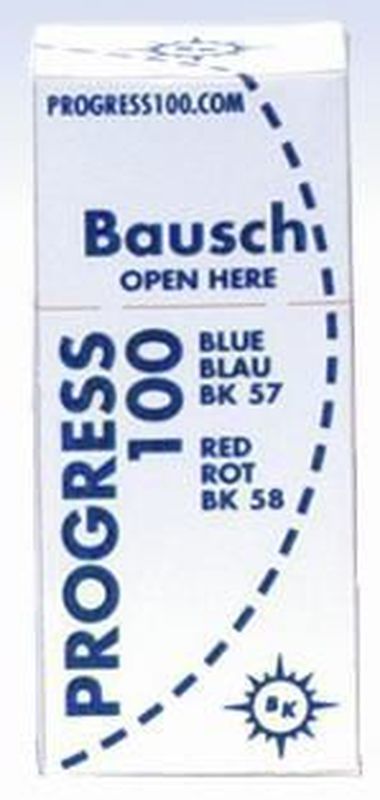 PROGRESS100.COM
Bausch
OPEN HERE
PROGRESS
100
BLUE
BLAU
BK 57
RED
ROT
BK 58
BK